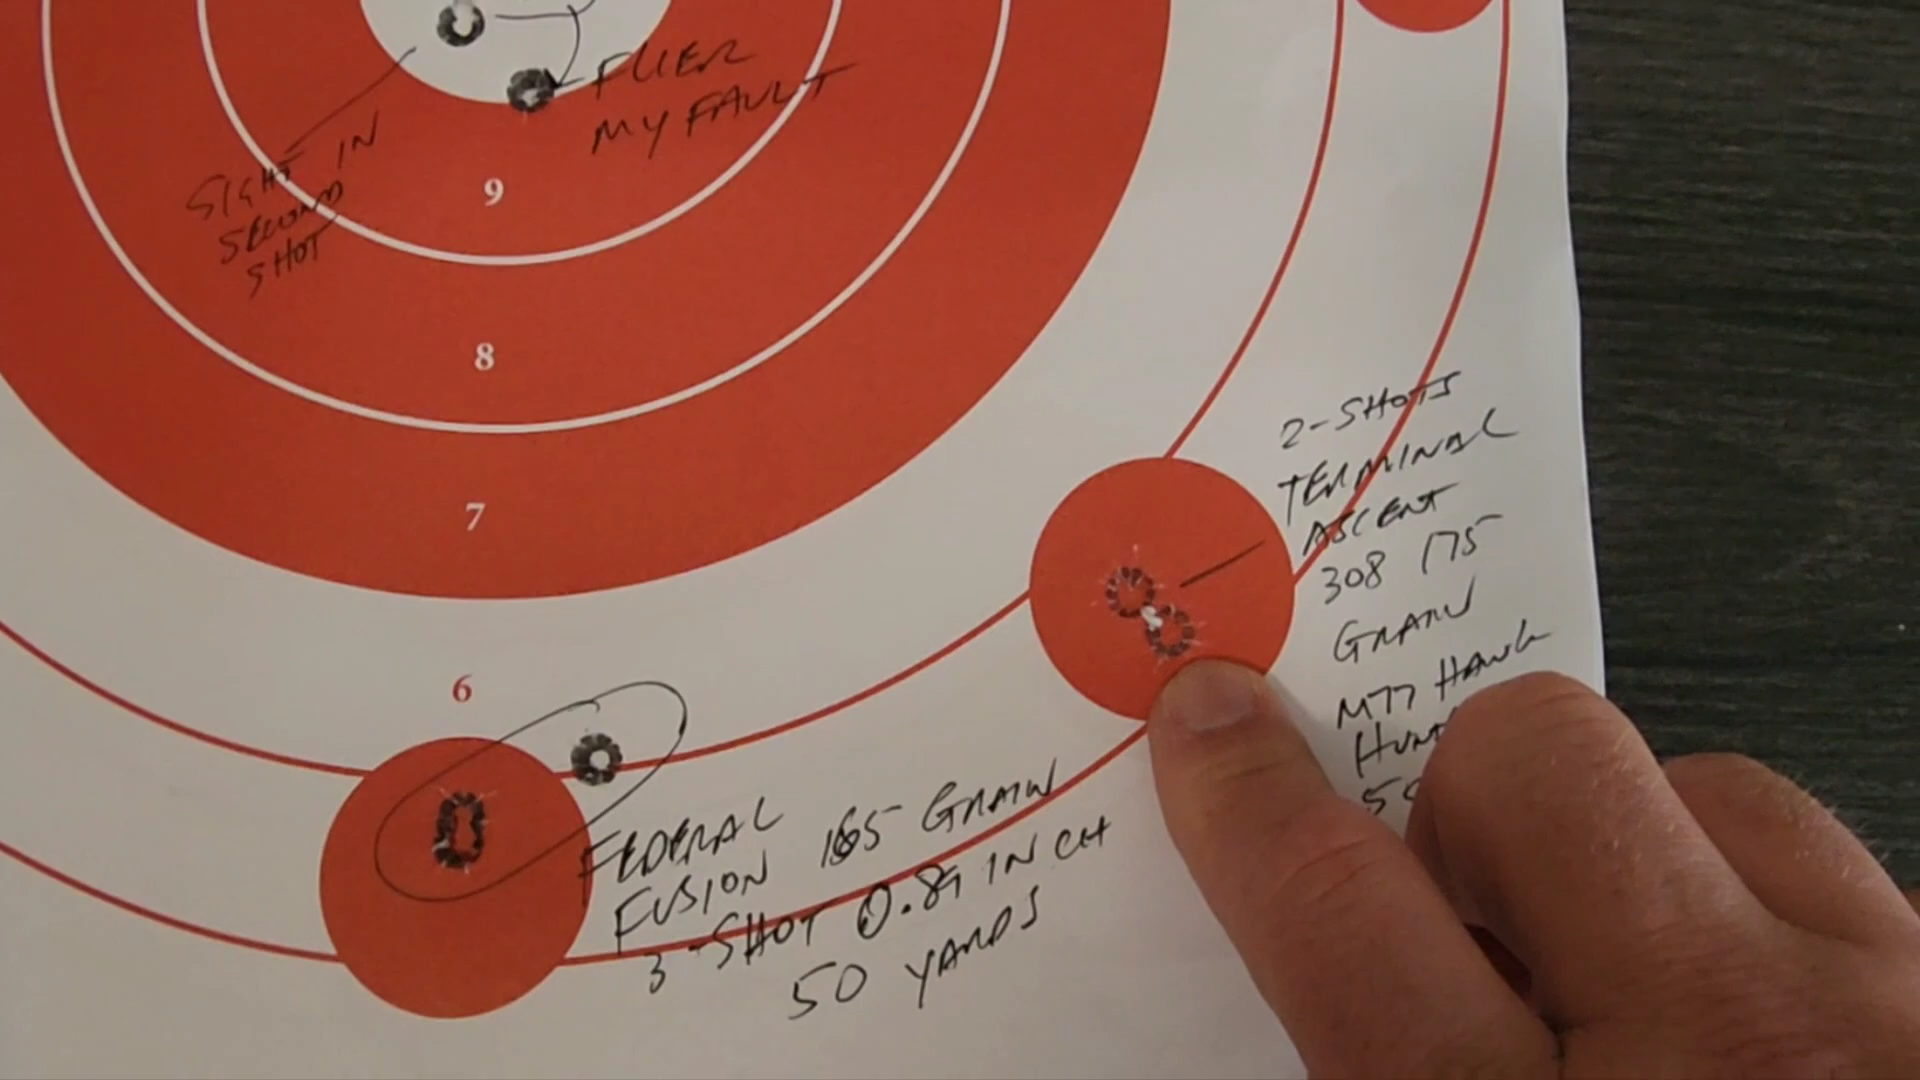 FLIER
MY FAULT
SIGHT IN
SECOND
SHOT
9
8
7
6
2-SHOTS
TERMINAL
ASCENT
308 175
GRAIN
M77 HAWK
FEDERAL
FUSION 165 GRAIN
3-SHOT 0.89 INCH
50 YARDS